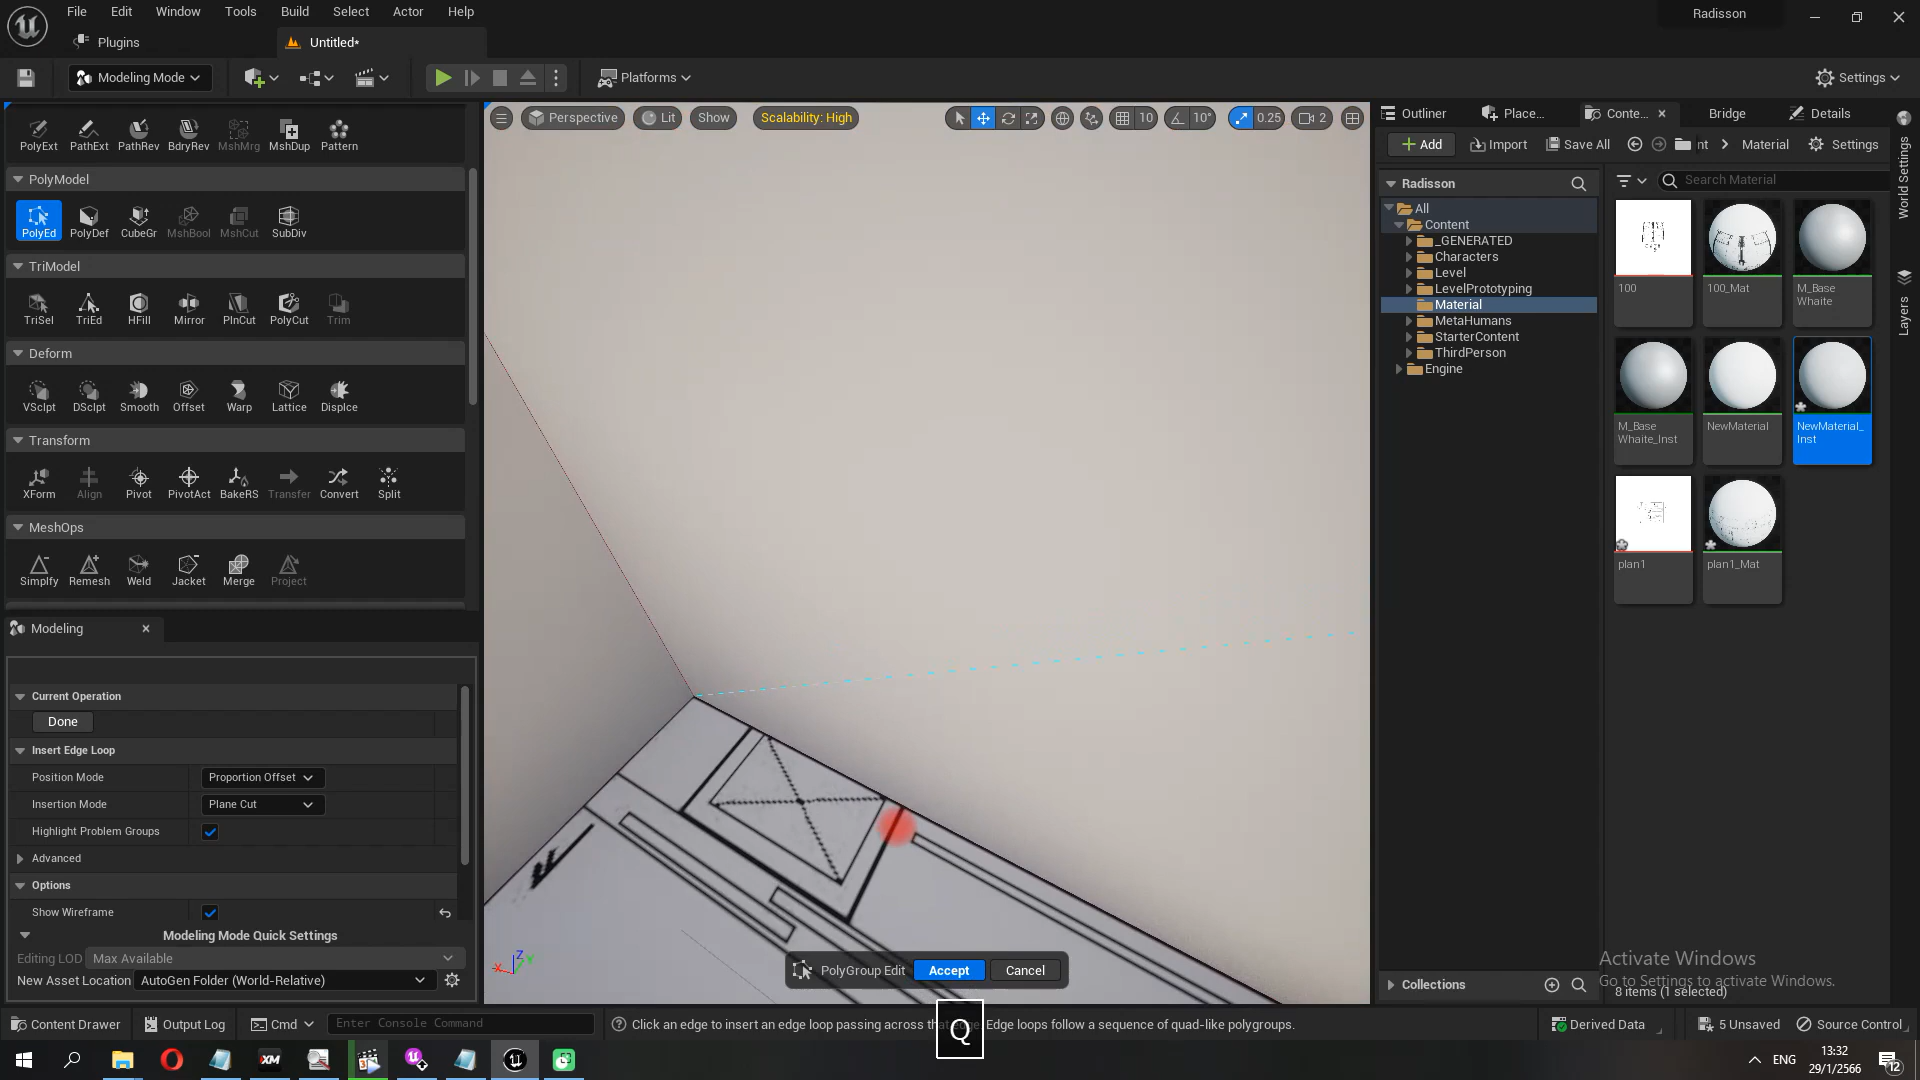 File Edit Window Tools Build Select Actor Help
Radisson
Plugins
Untitled*
Modeling Mode
Platforms
Settings
PolyExt PathExt PathRev BdryRev MshMrg MshDup Pattern
PolyModel
PolyEd PolyDef CubeGr MshBool MshCut SubDiv
TriModel
TriSel TriEd HFill Mirror PlnCut PolyCut Trim
Deform
VSclpt DSclpt Smooth Offset Warp Lattice Displce
Transform
XForm Align Pivot PivotAct BakeRS Transfer Convert Split
MeshOps
Simplfy Remesh Weld Jacket Merge Project
Modeling
Current Operation
Done
Insert Edge Loop
Position Mode Proportion Offset
Insertion Mode Plane Cut
Highlight Problem Groups
Advanced
Options
Show Wireframe
Modeling Mode Quick Settings
Editing LOD Max Available
New Asset Location AutoGen Folder (World-Relative)
Perspective Lit Show Scalability: High
10 10° 0.25 2
X Z Y
PolyGroup Edit Accept Cancel
Outliner Place... Conte... Bridge Details
Add Import Save All nt Material Settings
Radisson
Search Material
All
Content
_GENERATED
Characters
Level
LevelPrototyping
Material
MetaHumans
StarterContent
ThirdPerson
Engine
100
100_Mat
M_Base
Whaite
M_Base
Whaite_Inst
NewMaterial
NewMaterial_
Inst
plan1
plan1_Mat
World Settings
Layers
Collections
Activate Windows
Go to Settings to activate Windows.
8 items (1 selected)
Content Drawer Output Log Cmd Enter Console Command
Click an edge to insert an edge loop passing across that edge. Edge loops follow a sequence of quad-like polygroups.
Q
Derived Data 5 Unsaved Source Control
XM
ENG
13:32
29/1/2566
12